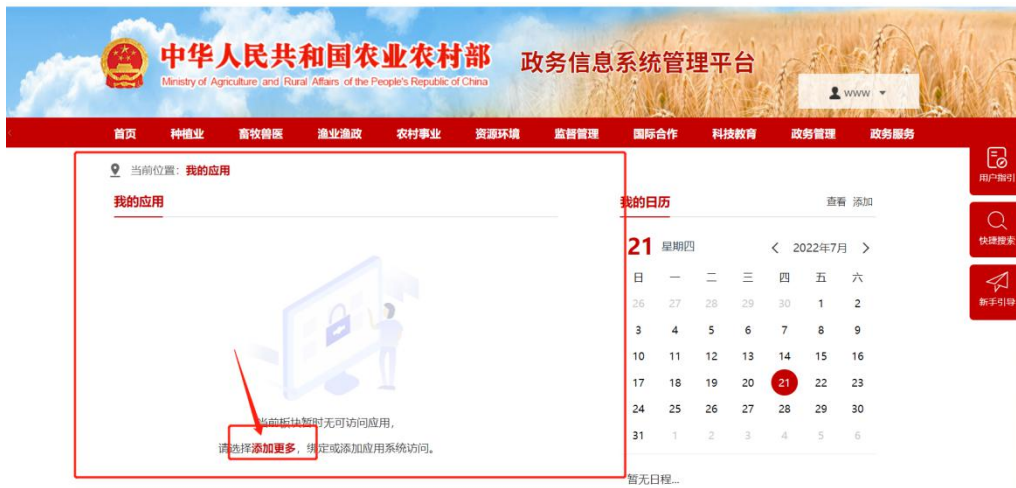 中华人民共和国农业农村部
Ministry of Agriculture and Rural Affairs of the People's Republic of China
政务信息系统管理平台
www
首页 种植业 畜牧兽医 渔业渔政 农村事业 资源环境 监督管理 国际合作 科技教育 政务管理 政务服务
当前位置：我的应用
我的应用
当前板块暂时无可访问应用，
请选择添加更多，绑定或添加应用系统访问。
我的日历 查看 添加
21 星期四 2022年7月
日 一 二 三 四 五 六
26 27 28 29 30 1 2
3 4 5 6 7 8 9
10 11 12 13 14 15 16
17 18 19 20 21 22 23
24 25 26 27 28 29 30
31 1 2 3 4 5 6
暂无日程...
用户指引
快捷搜索
新手引导